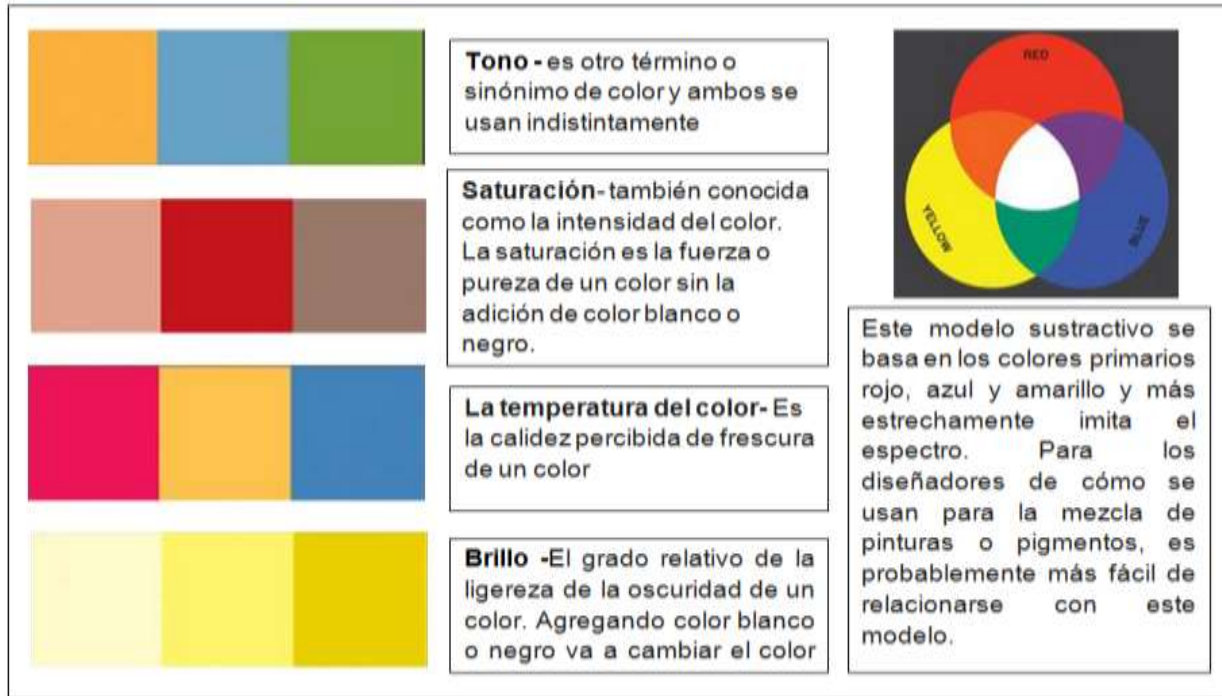 Tono - es otro término o
sinónimo de color y ambos se
usan indistintamente
Saturación- también conocida
como la intensidad del color.
La saturación es la fuerza o
pureza de un color sin la
adición de color blanco o
negro.
La temperatura del color- Es
la calidez percibida de frescura
de un color
Brillo -El grado relativo de la
ligereza de la oscuridad de un
color. Agregando color blanco
o negro va a cambiar el color
RED
YELLOW
BLUE
Este modelo sustractivo se
basa en los colores primarios
rojo, azul y amarillo y más
estrechamente imita el
espectro. Para los
diseñadores de cómo se
usan para la mezcla de
pinturas o pigmentos, es
probablemente más fácil de
relacionarse con este
modelo.